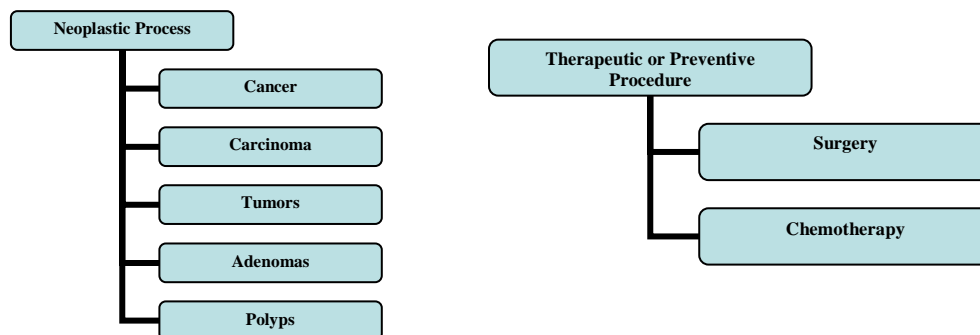 Neoplastic Process
Cancer
Carcinoma
Tumors
Adenomas
Polyps
Therapeutic or Preventive
Procedure
Surgery
Chemotherapy